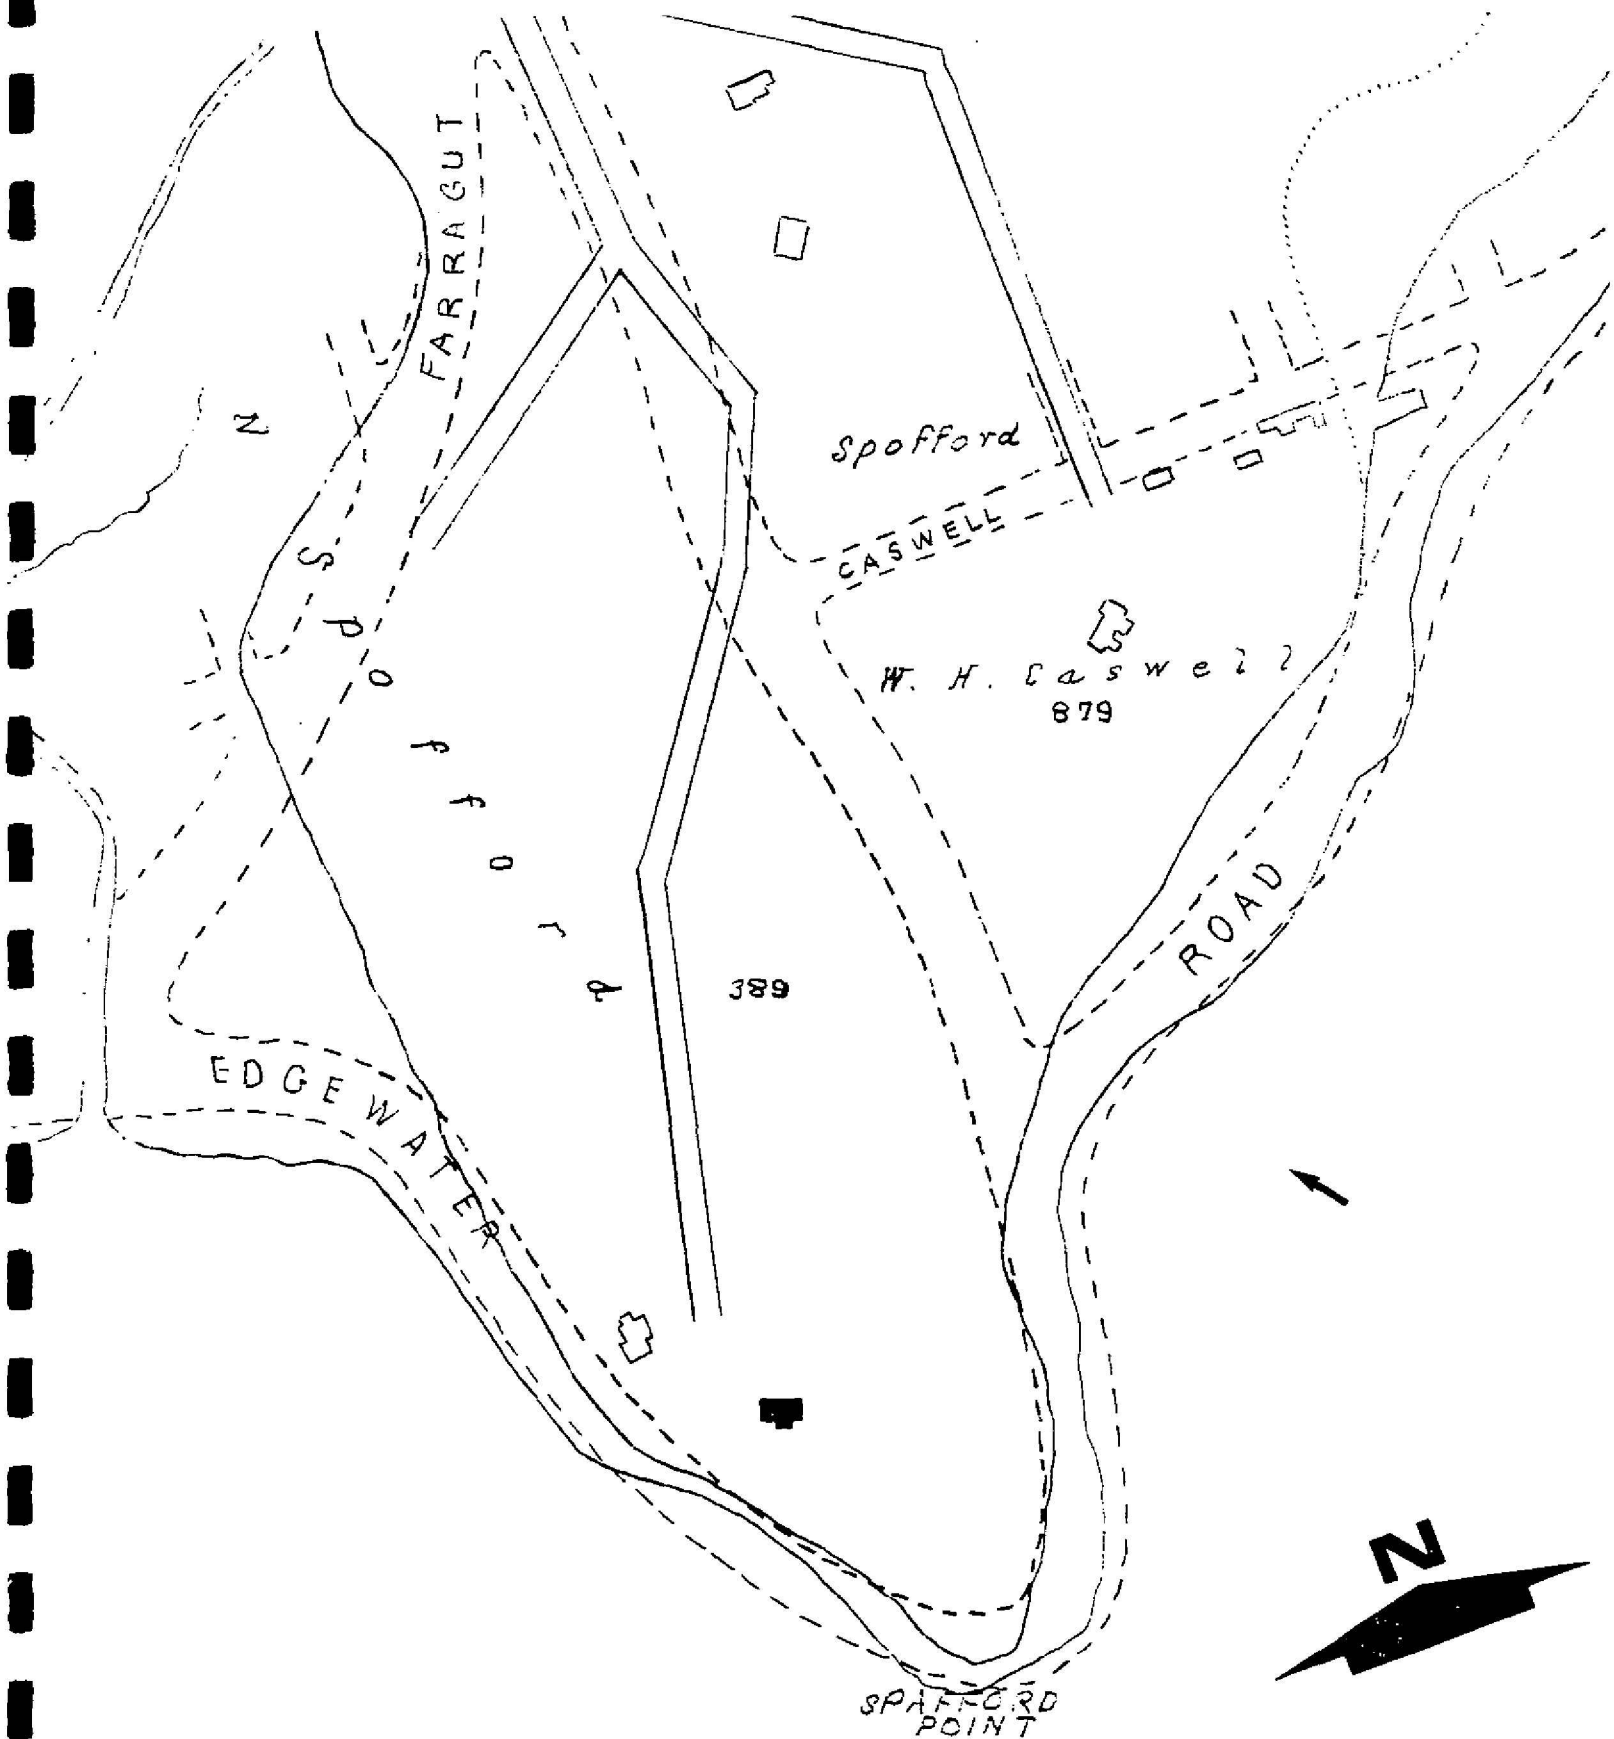 FARRAGUT
N
Spofford
CASWELL
Spofford
W. H. Caswell
879
ROAD
389
EDGEWATER
N
SPAFFORD
POINT